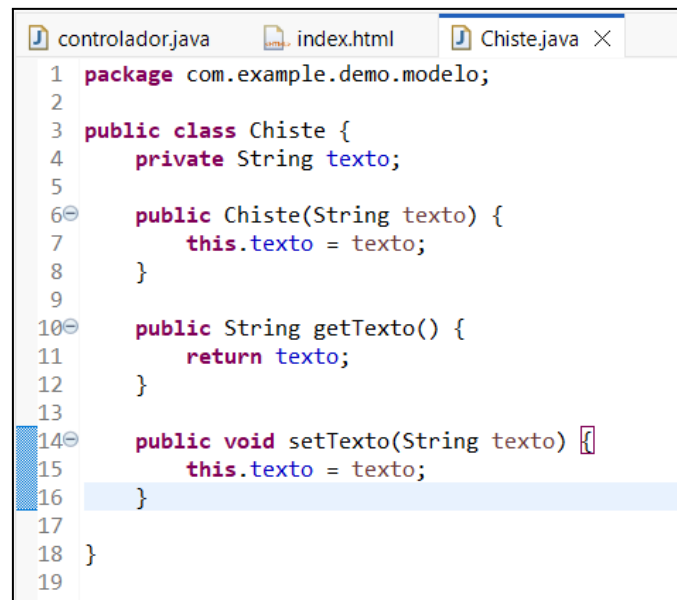 controlador.java index.html Chiste.java
1 package com.example.demo.modelo;
2
3 public class Chiste {
4 private String texto;
5
6 public Chiste(String texto) {
7 this.texto = texto;
8 }
9
10 public String getTexto() {
11 return texto;
12 }
13
14 public void setTexto(String texto) {
15 this.texto = texto;
16 }
17
18 }
19